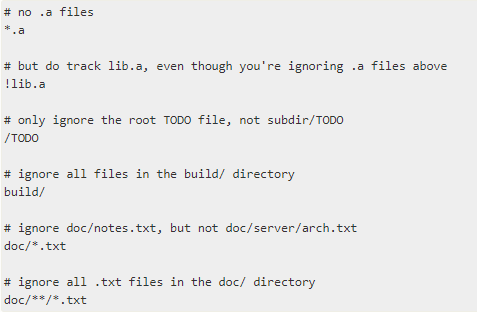 # no .a files
*.a
# but do track lib.a, even though you're ignoring .a files above
!lib.a
# only ignore the root TODO file, not subdir/TODO
/TODO
# ignore all files in the build/ directory
build/
# ignore doc/notes.txt, but not doc/server/arch.txt
doc/*.txt
# ignore all .txt files in the doc/ directory
doc/**/*.txt